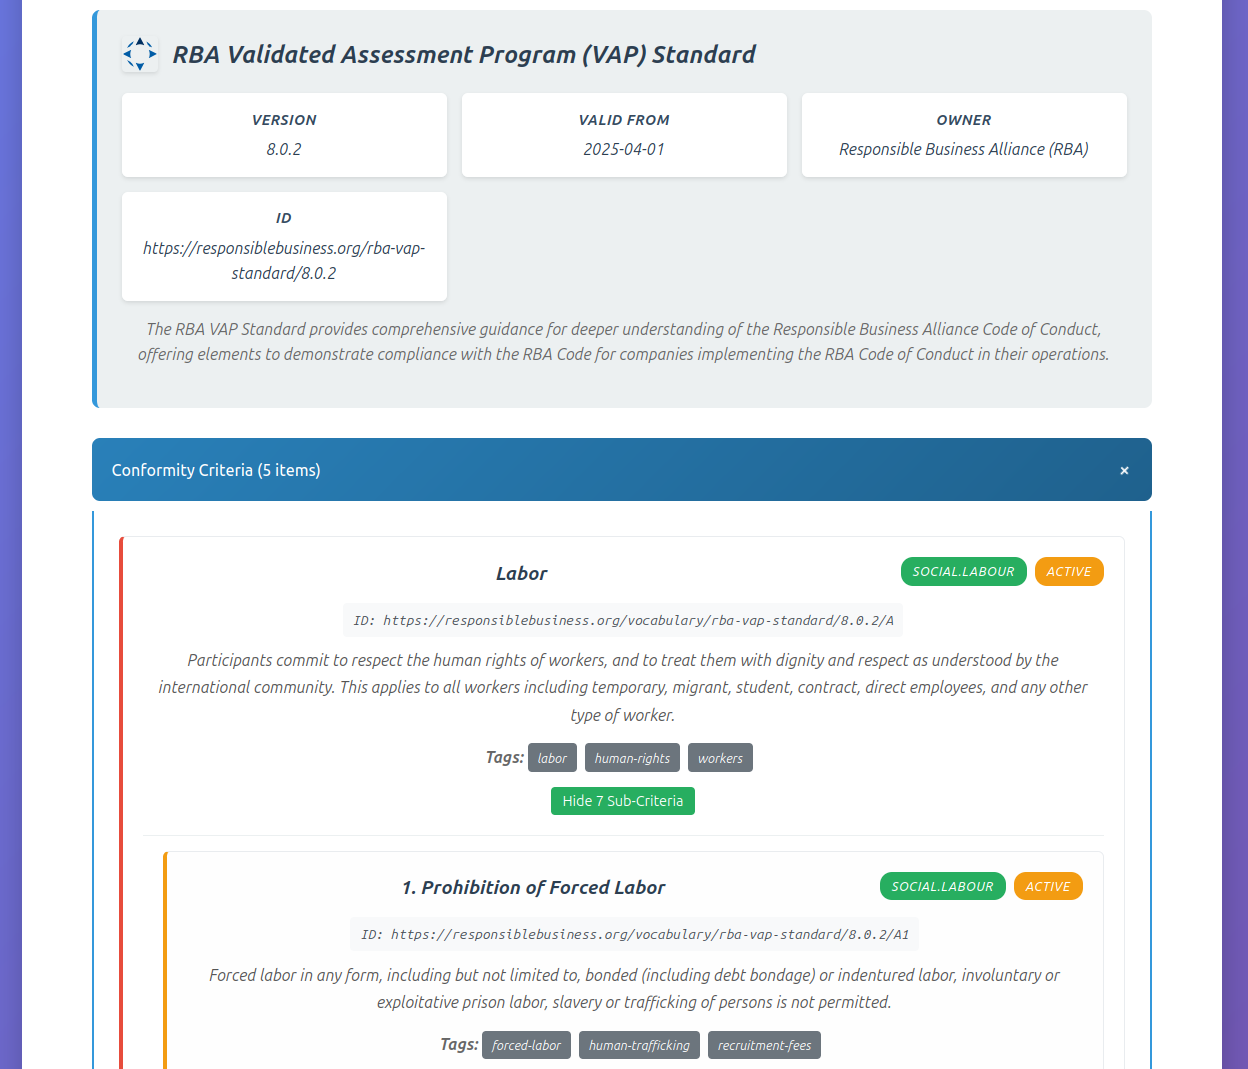 RBA Validated Assessment Program (VAP) Standard
VERSION
8.0.2
VALID FROM
2025-04-01
OWNER
Responsible Business Alliance (RBA)
ID
https://responsiblebusiness.org/rba-vap-
standard/8.0.2
The RBA VAP Standard provides comprehensive guidance for deeper understanding of the Responsible Business Alliance Code of Conduct,
offering elements to demonstrate compliance with the RBA Code for companies implementing the RBA Code of Conduct in their operations.
Conformity Criteria (5 items) ×
Labor SOCIAL.LABOUR ACTIVE
ID: https://responsiblebusiness.org/vocabulary/rba-vap-standard/8.0.2/A
Participants commit to respect the human rights of workers, and to treat them with dignity and respect as understood by the
international community. This applies to all workers including temporary, migrant, student, contract, direct employees, and any other
type of worker.
Tags: labor human-rights workers
Hide 7 Sub-Criteria
1. Prohibition of Forced Labor SOCIAL.LABOUR ACTIVE
ID: https://responsiblebusiness.org/vocabulary/rba-vap-standard/8.0.2/A1
Forced labor in any form, including but not limited to, bonded (including debt bondage) or indentured labor, involuntary or
exploitative prison labor, slavery or trafficking of persons is not permitted.
Tags: forced-labor human-trafficking recruitment-fees